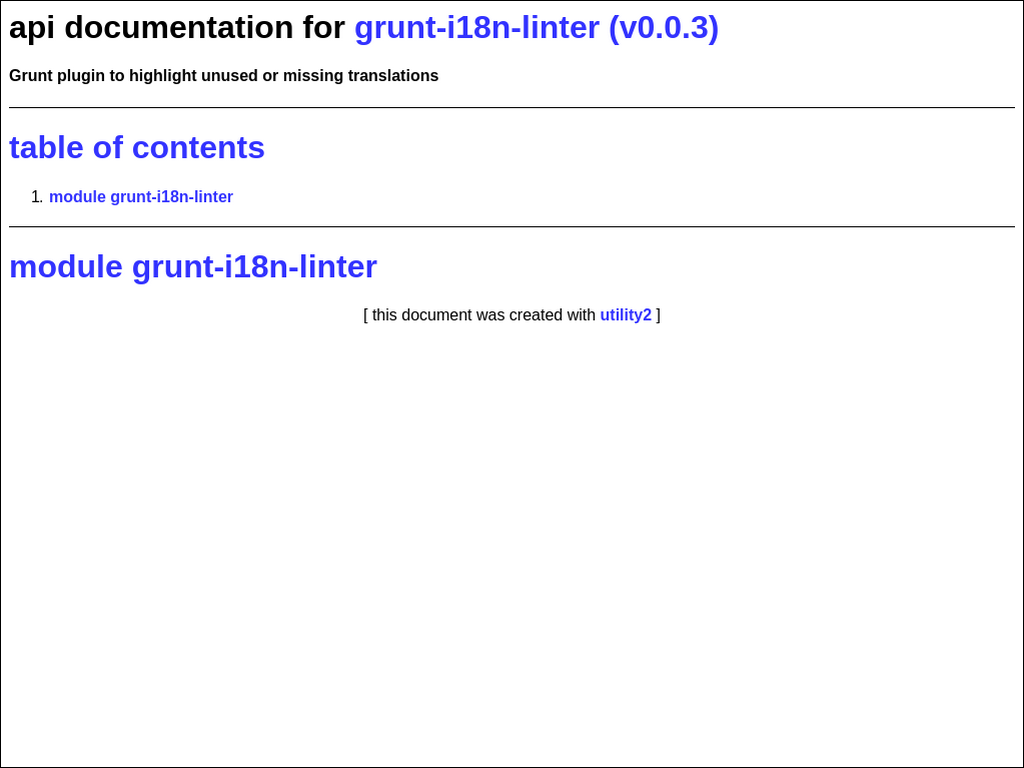 api documentation for grunt-i18n-linter (v0.0.3)
Grunt plugin to highlight unused or missing translations
table of contents
1. module grunt-i18n-linter
module grunt-i18n-linter
[ this document was created with utility2 ]